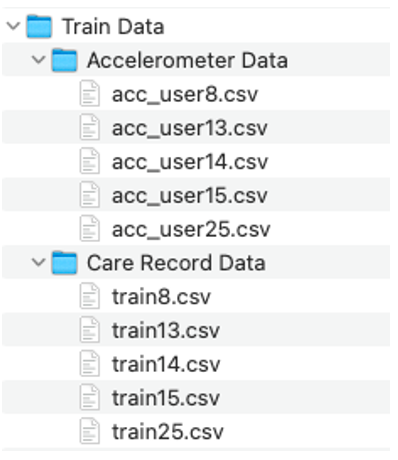 Train Data
Accelerometer Data
acc_user8.csv
acc_user13.csv
acc_user14.csv
acc_user15.csv
acc_user25.csv
Care Record Data
train8.csv
train13.csv
train14.csv
train15.csv
train25.csv